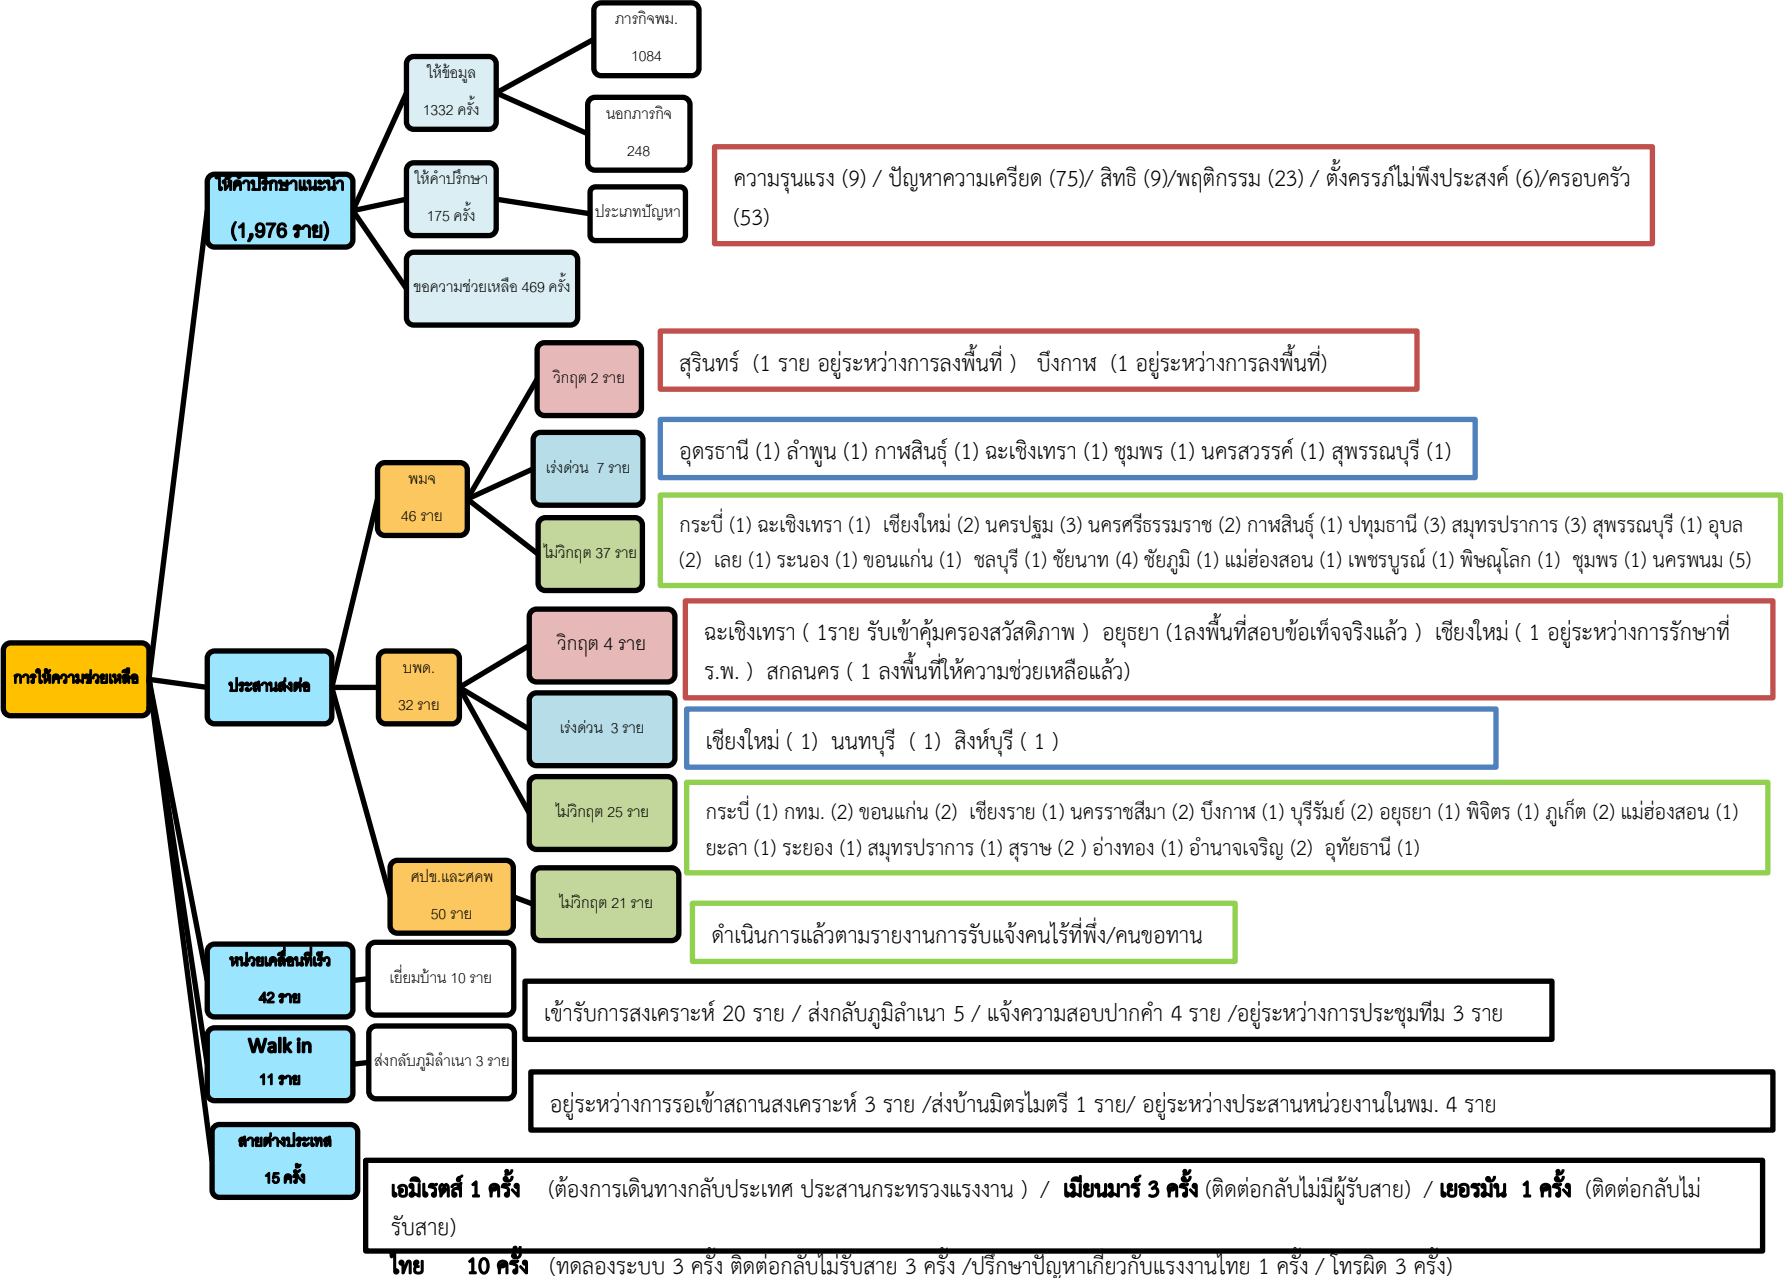 ภารกิจพม.
1084
ให้ข้อมูล
1332 ครั้ง
นอกภารกิจ
248
ให้คำปรึกษาแนะนำ
(1,976 ราย)
ให้คำปรึกษา
175 ครั้ง
ประเภทปัญหา
ความรุนแรง (9) / ปัญหาความเครียด (75)/ สิทธิ (9)/พฤติกรรม (23) / ตั้งครรภ์ไม่พึงประสงค์ (6)/ครอบครัว
(53)
ขอความช่วยเหลือ 469 ครั้ง
วิกฤต 2 ราย
สุรินทร์ (1 ราย อยู่ระหว่างการลงพื้นที่ ) บึงกาฬ (1 อยู่ระหว่างการลงพื้นที่)
พมจ
46 ราย
เร่งด่วน 7 ราย
อุดรธานี (1) ลำพูน (1) กาฬสินธุ์ (1) ฉะเชิงเทรา (1) ชุมพร (1) นครสวรรค์ (1) สุพรรณบุรี (1)
ไม่วิกฤต 37 ราย
กระบี่ (1) ฉะเชิงเทรา (1) เชียงใหม่ (2) นครปฐม (3) นครศรีธรรมราช (2) กาฬสินธุ์ (1) ปทุมธานี (3) สมุทรปราการ (3) สุพรรณบุรี (1) อุบล
(2) เลย (1) ระนอง (1) ขอนแก่น (1) ชลบุรี (1) ชัยนาท (4) ชัยภูมิ (1) แม่ฮ่องสอน (1) เพชรบูรณ์ (1) พิษณุโลก (1) ชุมพร (1) นครพนม (5)
การให้ความช่วยเหลือ
ประสานส่งต่อ
บพด.
32 ราย
วิกฤต 4 ราย
ฉะเชิงเทรา ( 1ราย รับเข้าคุ้มครองสวัสดิภาพ ) อยุธยา (1ลงพื้นที่สอบข้อเท็จจริงแล้ว ) เชียงใหม่ ( 1 อยู่ระหว่างการรักษาที่
ร.พ. ) สกลนคร ( 1 ลงพื้นที่ให้ความช่วยเหลือแล้ว)
เร่งด่วน 3 ราย
เชียงใหม่ ( 1) นนทบุรี ( 1) สิงห์บุรี ( 1 )
ไม่วิกฤต 25 ราย
กระบี่ (1) กทม. (2) ขอนแก่น (2) เชียงราย (1) นครราชสีมา (2) บึงกาฬ (1) บุรีรัมย์ (2) อยุธยา (1) พิจิตร (1) ภูเก็ต (2) แม่ฮ่องสอน (1)
ยะลา (1) ระยอง (1) สมุทรปราการ (1) สุราษ (2 ) อ่างทอง (1) อำนาจเจริญ (2) อุทัยธานี (1)
ศปข.และศคพ
50 ราย
ไม่วิกฤต 21 ราย
ดำเนินการแล้วตามรายงานการรับแจ้งคนไร้ที่พึ่ง/คนขอทาน
หน่วยเคลื่อนที่เร็ว
42 ราย
เยี่ยมบ้าน 10 ราย
เข้ารับการสงเคราะห์ 20 ราย / ส่งกลับภูมิลำเนา 5 / แจ้งความสอบปากคำ 4 ราย /อยู่ระหว่างการประชุมทีม 3 ราย
Walk in
11 ราย
ส่งกลับภูมิลำเนา 3 ราย
อยู่ระหว่างการรอเข้าสถานสงเคราะห์ 3 ราย /ส่งบ้านมิตรไมตรี 1 ราย/ อยู่ระหว่างประสานหน่วยงานในพม. 4 ราย
สายต่างประเทศ
15 ครั้ง
เอมิเรตส์ 1 ครั้ง (ต้องการเดินทางกลับประเทศ ประสานกระทรวงแรงงาน ) / เมียนมาร์ 3 ครั้ง (ติดต่อกลับไม่มีผู้รับสาย) / เยอรมัน 1 ครั้ง (ติดต่อกลับไม่
รับสาย)
ไทย 10 ครั้ง (ทดลองระบบ 3 ครั้ง ติดต่อกลับไม่รับสาย 3 ครั้ง /ปรึกษาปัญหาเกี่ยวกับแรงงานไทย 1 ครั้ง / โทรผิด 3 ครั้ง)